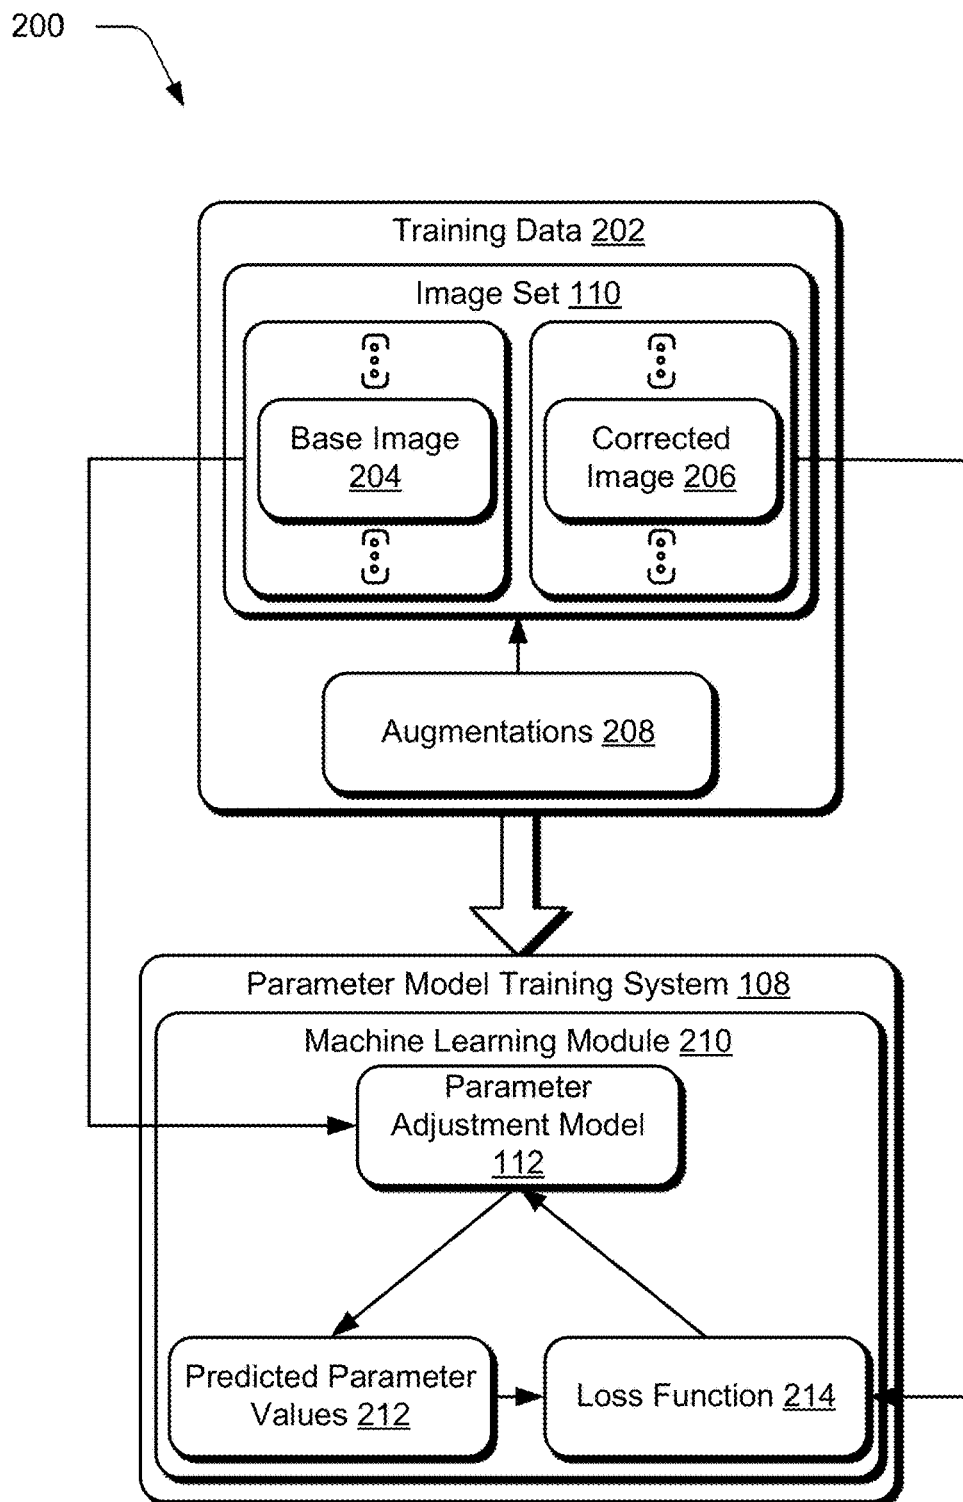 200
Training Data 202
Image Set 110
Base Image
204
Corrected
Image 206
Augmentations 208
Parameter Model Training System 108
Machine Learning Module 210
Parameter
Adjustment Model
112
Predicted Parameter
Values 212
Loss Function 214